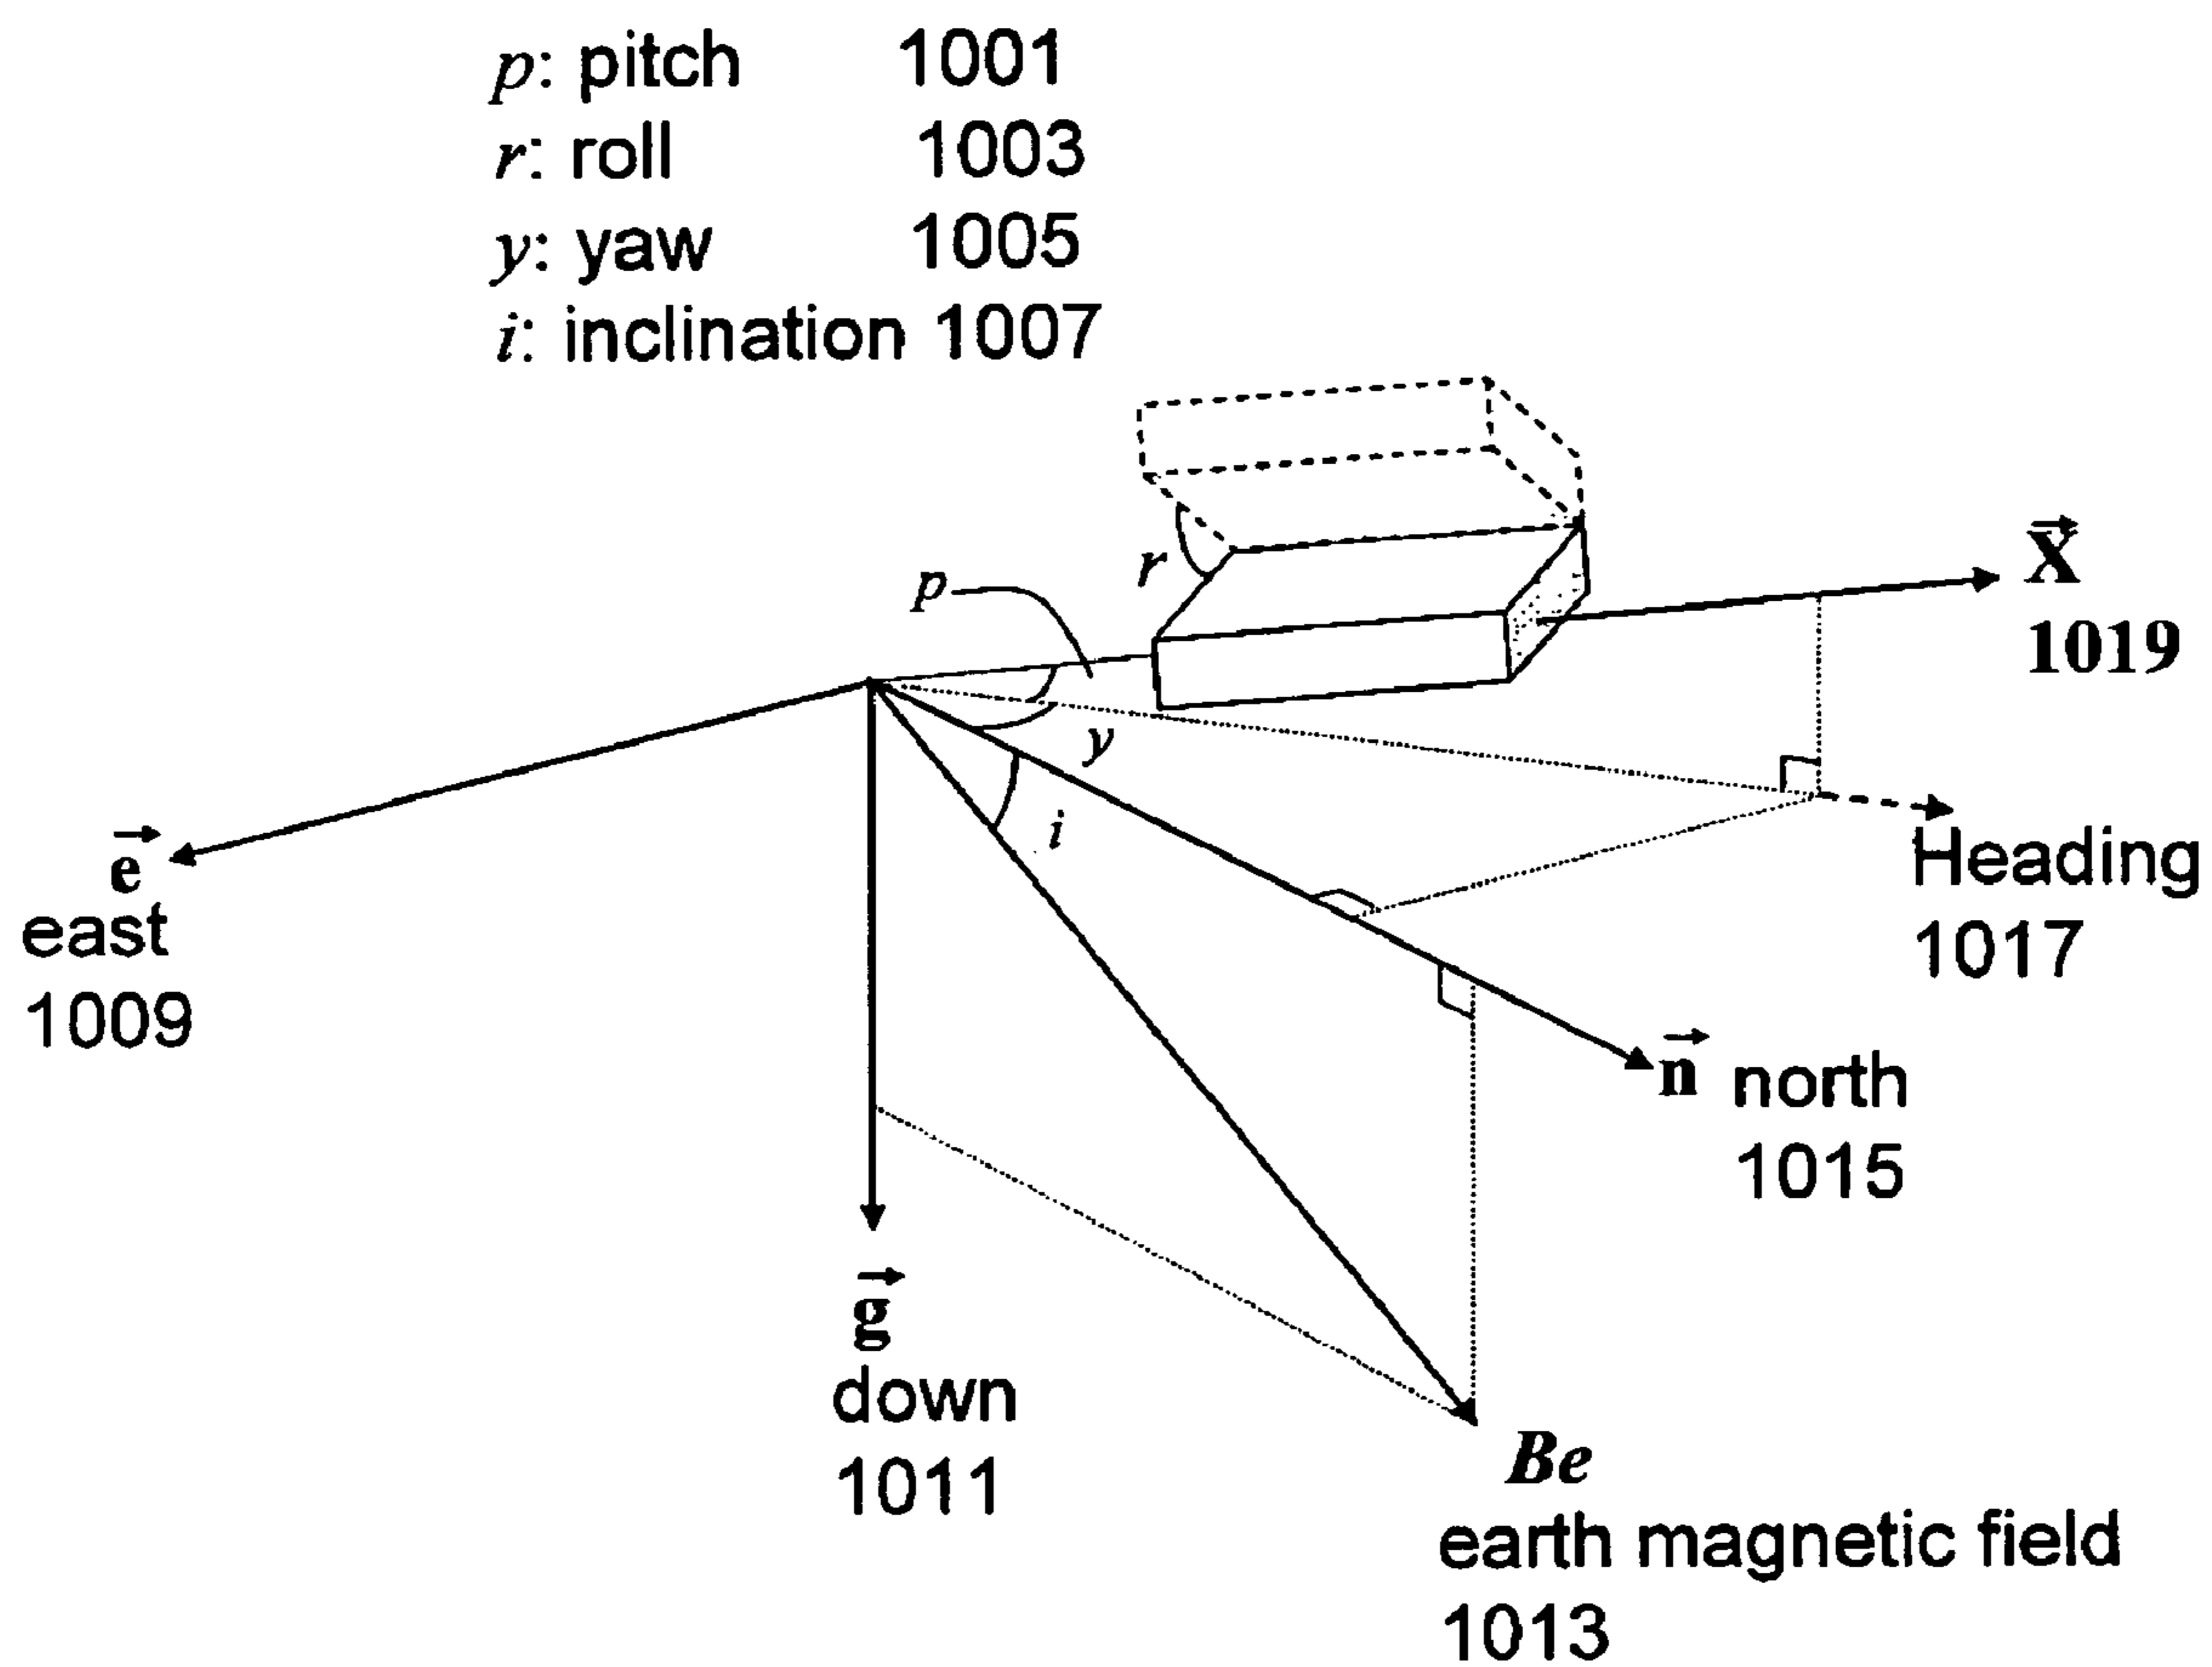 p: pitch 1001
r: roll 1003
y: yaw 1005
i: inclination 1007
r
p
X
1019
y
i
e
east
1009
Heading
1017
n north
1015
g
down
1011
Be
earth magnetic field
1013